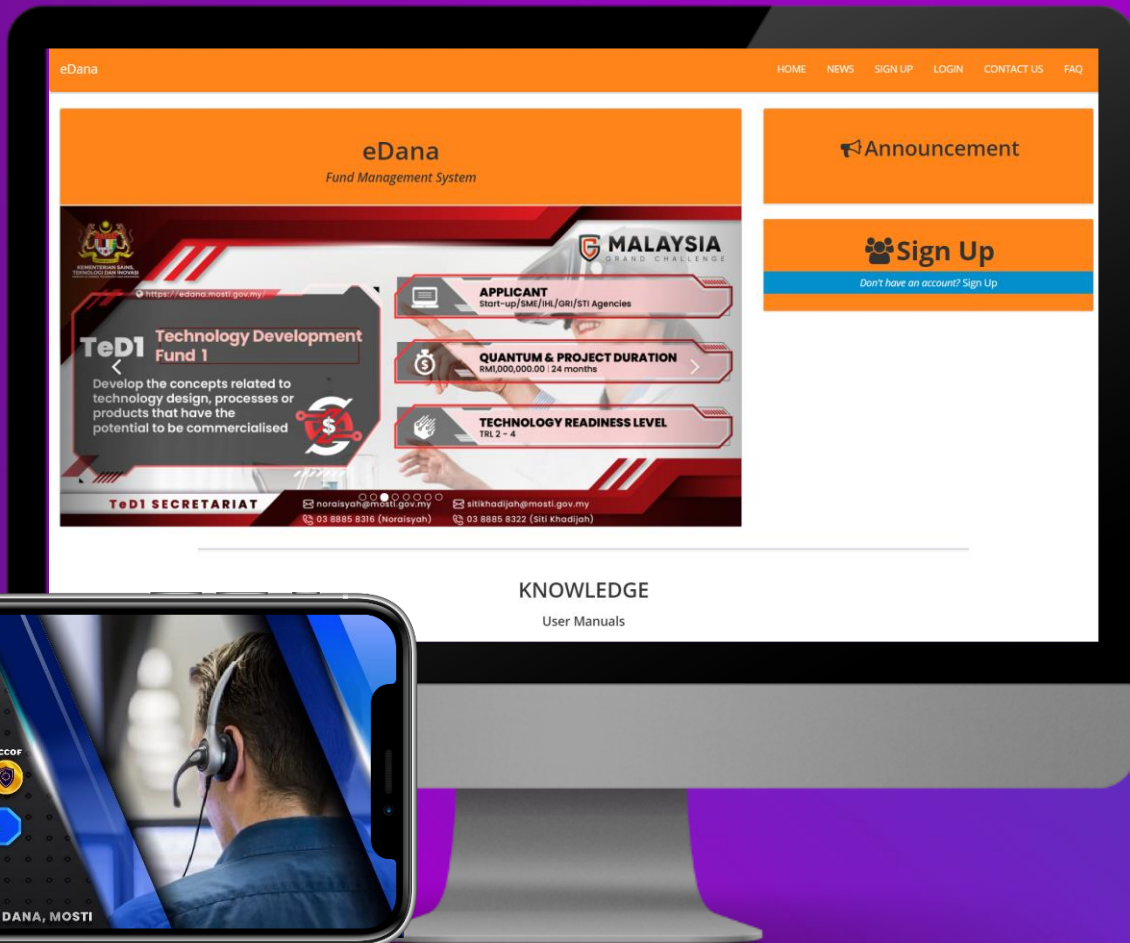 eDana
HOME NEWS SIGN UP LOGIN CONTACT US FAQ
eDana
Fund Management System
Announcement
Sign Up
Don't have an account? Sign Up
KEMENTERIAN SAINS,
TEKNOLOGI DAN INOVASI
MALAYSIA
GRAND CHALLENGE
https://edana.mosti.gov.my/
TeD1
Technology Development
Fund 1
Develop the concepts related to
technology design, processes or
products that have the
potential to be commercialised
APPLICANT
Start-up/SME/IHL/GRI/STI Agencies
QUANTUM & PROJECT DURATION
RM1,000,000.00 | 24 months
TECHNOLOGY READINESS LEVEL
TRL 2 - 4
TeD1 SECRETARIAT
noraisyah@mosti.gov.my
sitikhadijah@mosti.gov.my
03 8885 8316 (Noraisyah)
03 8885 8322 (Siti Khadijah)
KNOWLEDGE
User Manuals
CCOF
DANA, MOSTI